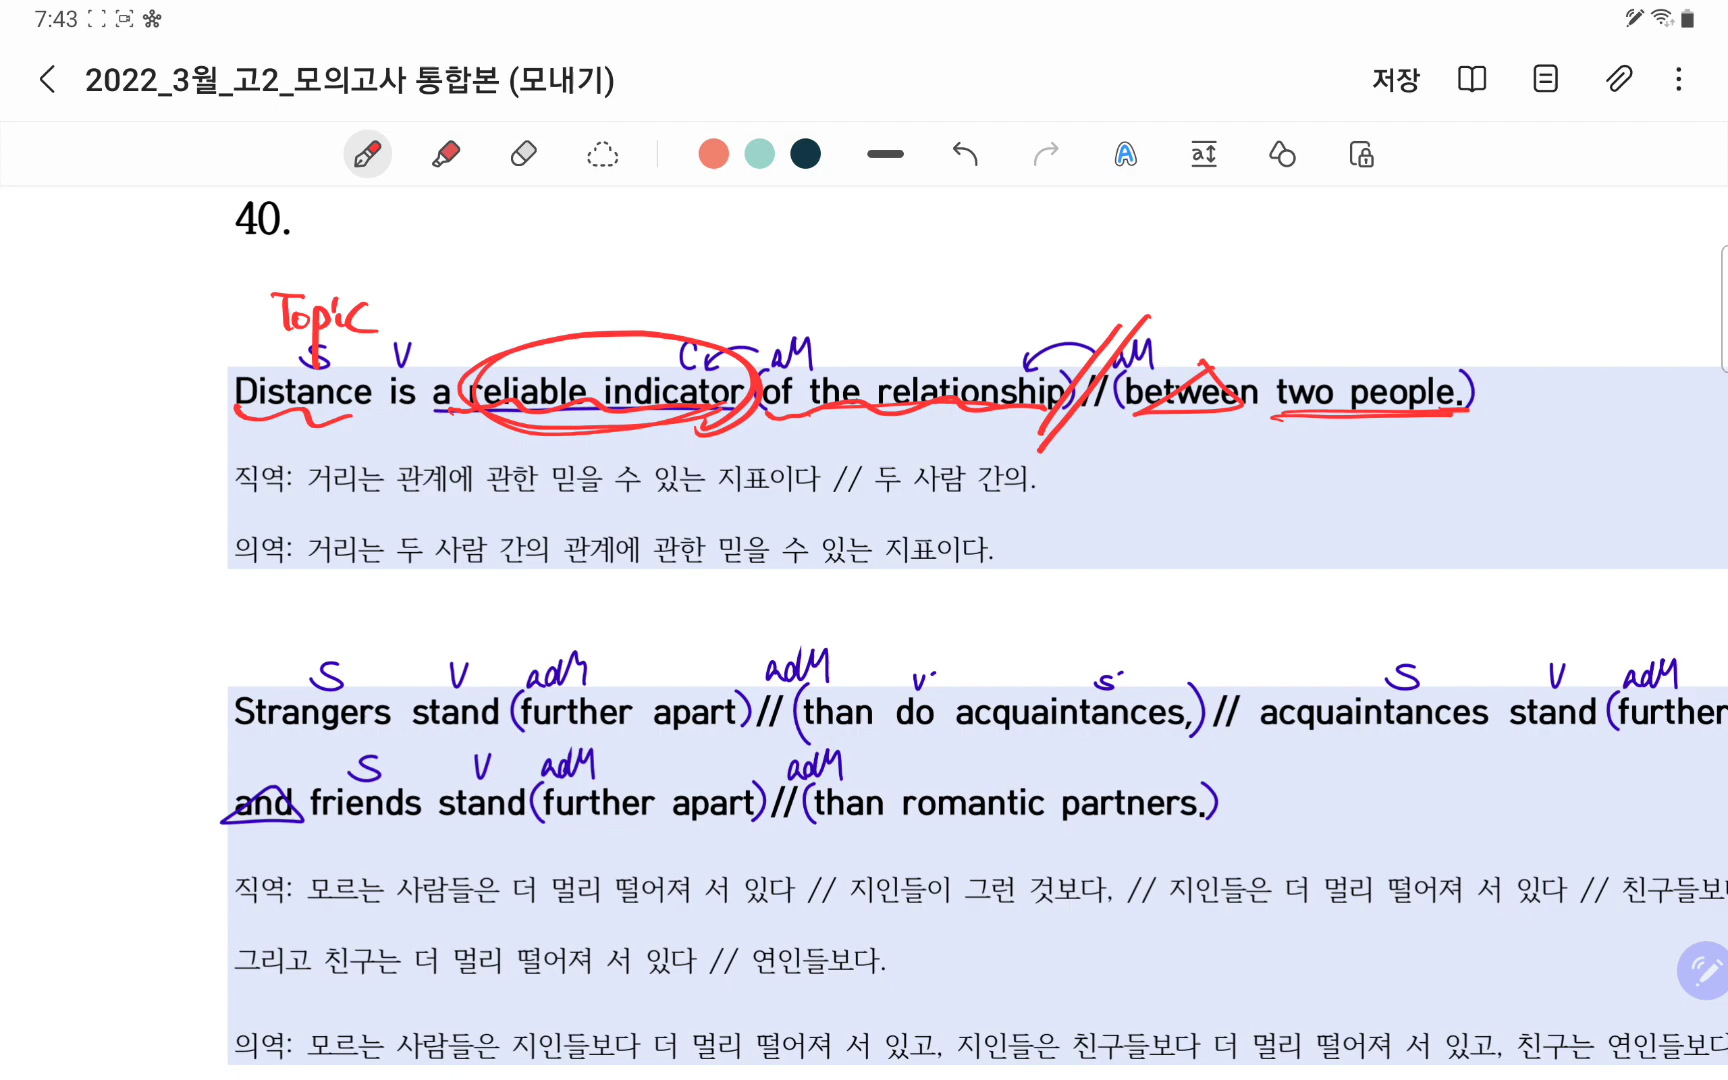 7:43
2022_3월_고2_모의고사 통합본 (모내기)
저장
A
a
40.
Topic
S V C aM aM
Distance is a reliable indicator (of the relationship) // (between two people.)
직역: 거리는 관계에 관한 믿을 수 있는 지표이다 // 두 사람 간의.
의역: 거리는 두 사람 간의 관계에 관한 믿을 수 있는 지표이다.
S V adM adM v' s' S V adM
Strangers stand (further apart) // (than do acquaintances,) // acquaintances stand (further
S V adM adM
and friends stand (further apart) // (than romantic partners.)
직역: 모르는 사람들은 더 멀리 떨어져 서 있다 // 지인들이 그런 것보다, // 지인들은 더 멀리 떨어져 서 있다 // 친구들보
그리고 친구는 더 멀리 떨어져 서 있다 // 연인들보다.
의역: 모르는 사람들은 지인들보다 더 멀리 떨어져 서 있고, 지인들은 친구들보다 더 멀리 떨어져 서 있고, 친구는 연인들보다